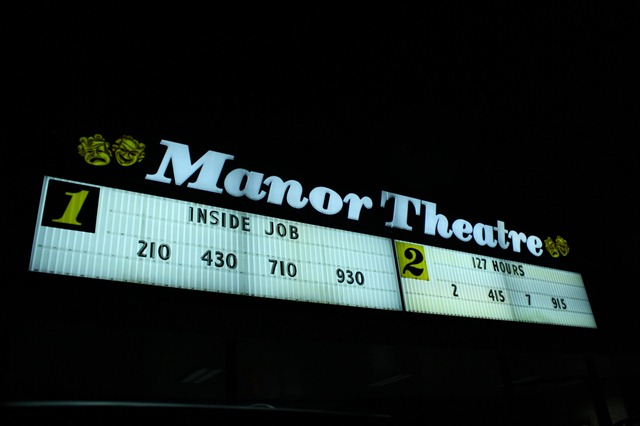 Manor Theatre
1
INSIDE JOB
210 430 710 930
2
127 HOURS
2 415 7 915